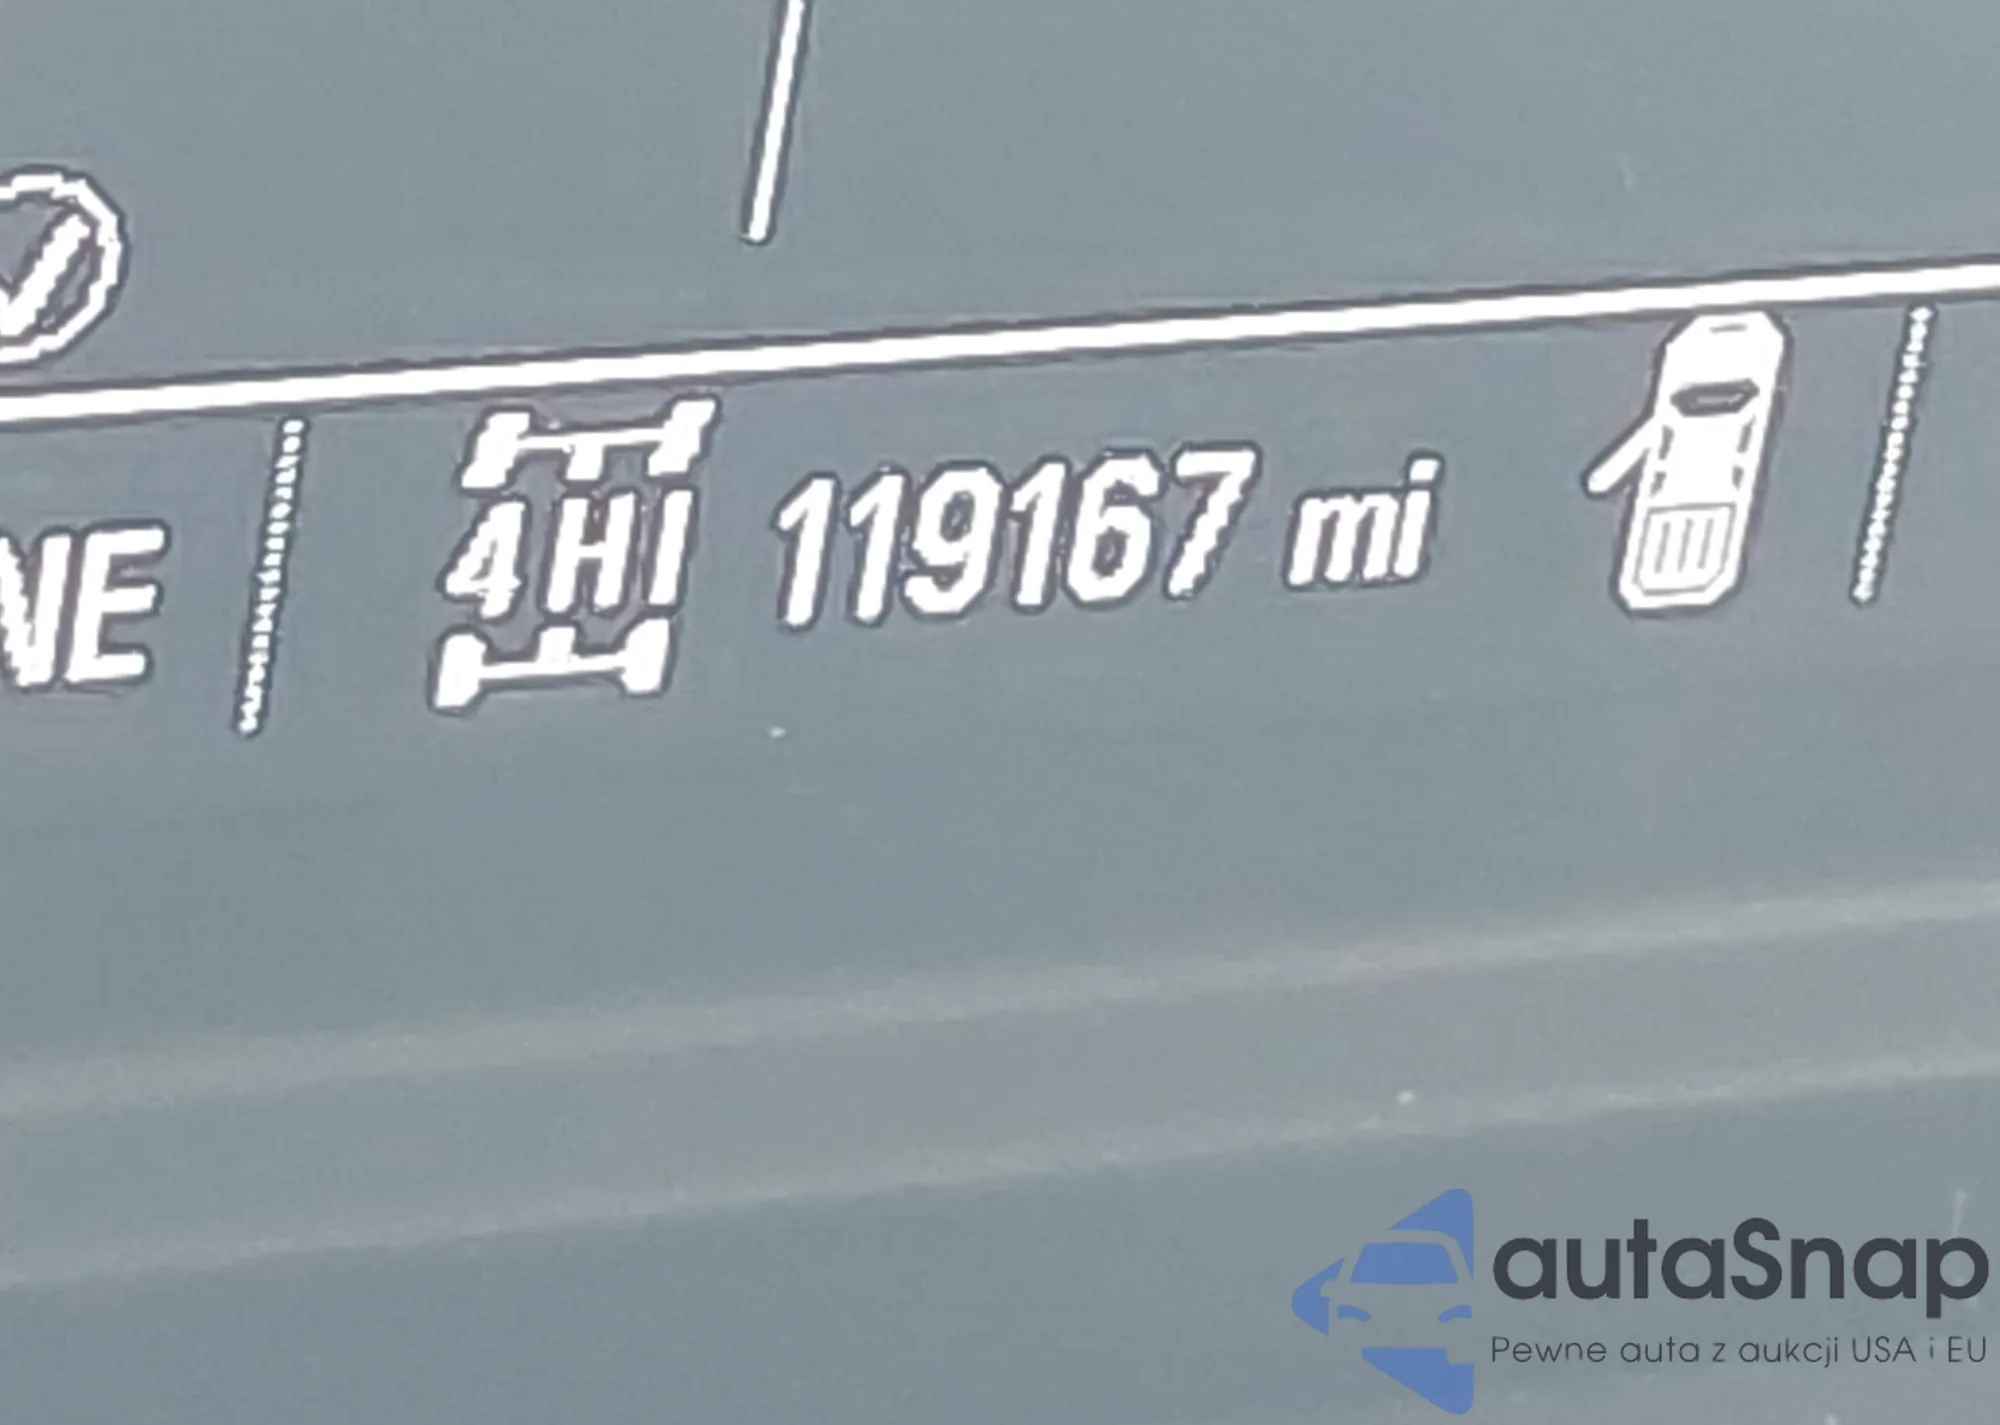 NE
4HI 119167 mi
autaSnap
Pewne auta z aukcji USA i EU